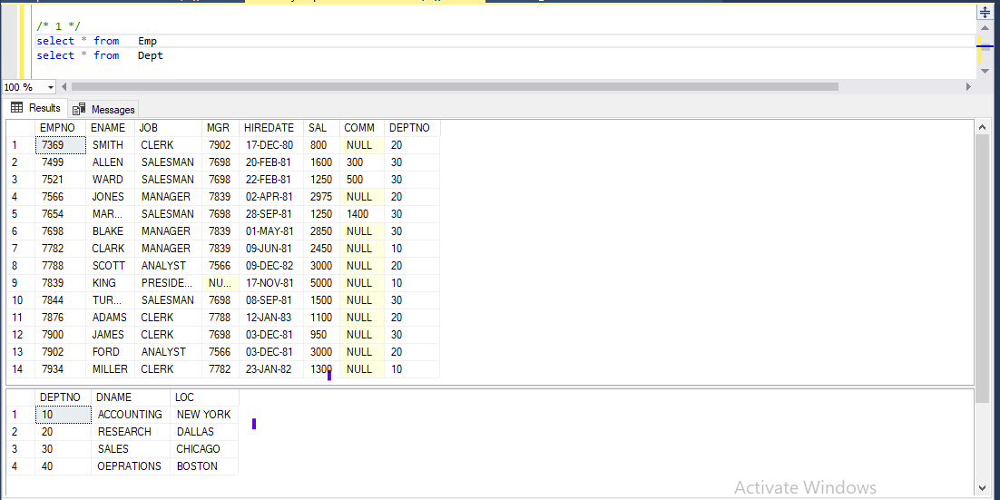 /* 1 */
select * from Emp
select * from Dept
100 %
Results Messages
EMPNO ENAME JOB MGR HIREDATE SAL COMM DEPTNO
1 7369 SMITH CLERK 7902 17-DEC-80 800 NULL 20
2 7499 ALLEN SALESMAN 7698 20-FEB-81 1600 300 30
3 7521 WARD SALESMAN 7698 22-FEB-81 1250 500 30
4 7566 JONES MANAGER 7839 02-APR-81 2975 NULL 20
5 7654 MAR... SALESMAN 7698 28-SEP-81 1250 1400 30
6 7698 BLAKE MANAGER 7839 01-MAY-81 2850 NULL 30
7 7782 CLARK MANAGER 7839 09-JUN-81 2450 NULL 10
8 7788 SCOTT ANALYST 7566 09-DEC-82 3000 NULL 20
9 7839 KING PRESIDE... NU... 17-NOV-81 5000 NULL 10
10 7844 TUR... SALESMAN 7698 08-SEP-81 1500 NULL 30
11 7876 ADAMS CLERK 7788 12-JAN-83 1100 NULL 20
12 7900 JAMES CLERK 7698 03-DEC-81 950 NULL 30
13 7902 FORD ANALYST 7566 03-DEC-81 3000 NULL 20
14 7934 MILLER CLERK 7782 23-JAN-82 1300 NULL 10
DEPTNO DNAME LOC
1 10 ACCOUNTING NEW YORK
2 20 RESEARCH DALLAS
3 30 SALES CHICAGO
4 40 OEPRATIONS BOSTON
Activate Windows